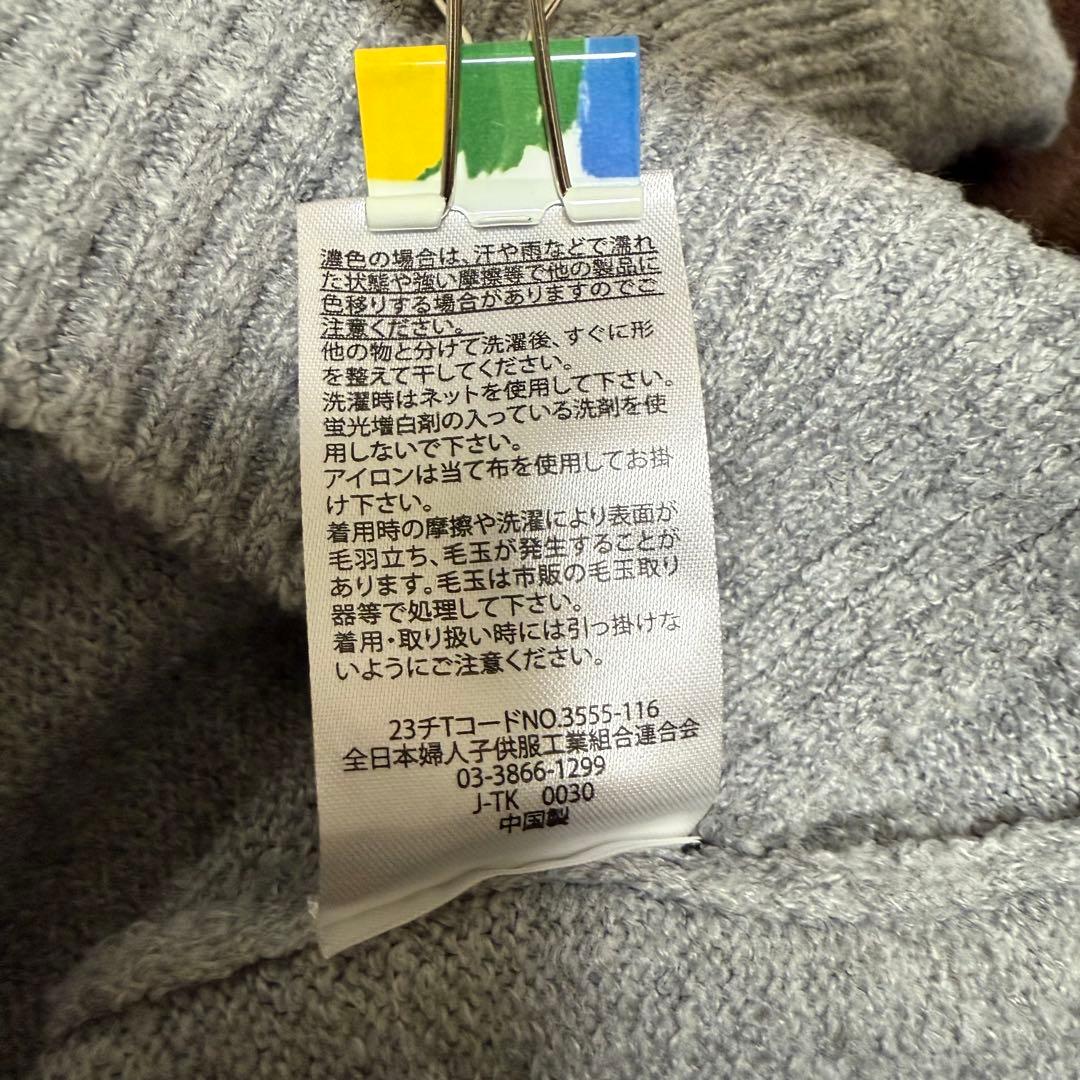 濃色の場合は、汗や雨などで濡れ
た状態や強い摩擦等で他の製品に
色移りする場合がありますのでご
注意ください。
他の物と分けて洗濯後、すぐに形
を整えて干してください。
洗濯時はネットを使用して下さい。
蛍光増白剤の入っている洗剤を使
用しないで下さい。
アイロンは当て布を使用してお掛
け下さい。
着用時の摩擦や洗濯により表面が
毛羽立ち、毛玉が発生することが
あります。毛玉は市販の毛玉取り
器等で処理して下さい。
着用・取り扱い時には引っ掛けな
いようにご注意ください。
23チTコードNO.3555-116
全日本婦人子供服工業組合連合会
03-3866-1299
J-TK 0030
中国製